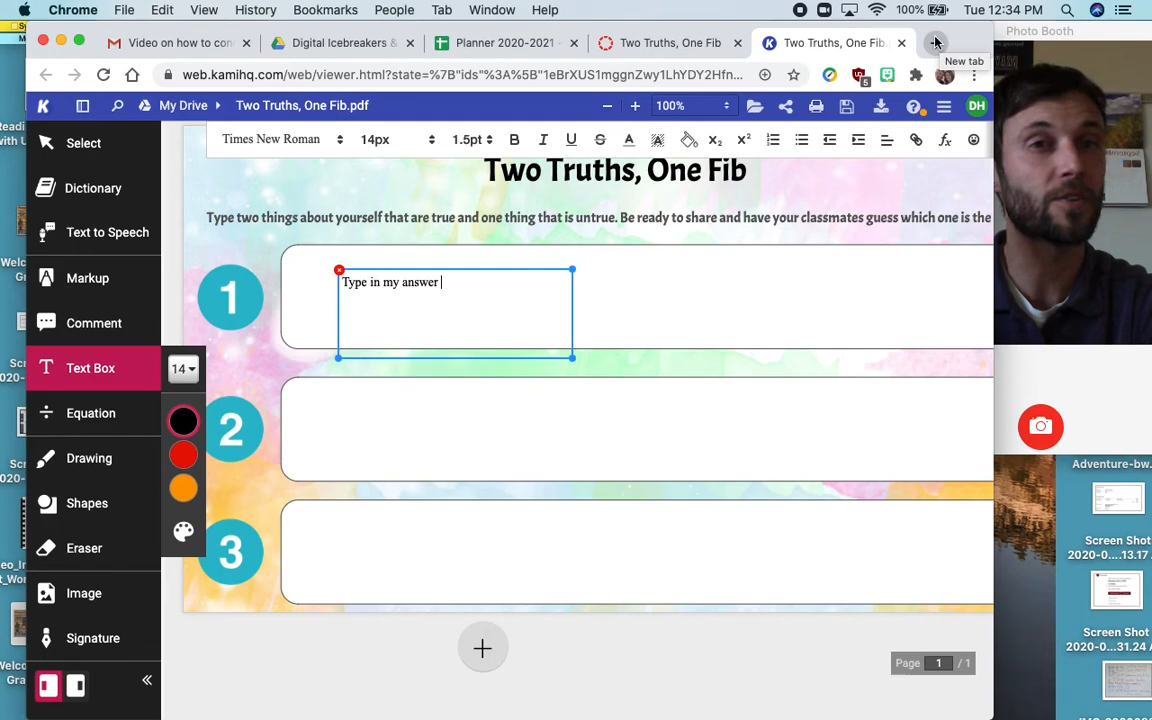 Chrome File Edit View History Bookmarks People Tab Window Help 100% Tue 12:34 PM
Photo Booth
Video on how to con
Digital Icebreakers &
Planner 2020-2021 -
Two Truths, One Fib
Two Truths, One Fib.
New tab
web.kamihq.com/web/viewer.html?state=%7B"ids"%3A%5B"1eBrXUS1mggnZwy1LhYDY2Hfn...
5
K My Drive Two Truths, One Fib.pdf 100% DH
Times New Roman 14px 1.5pt B I U S A A X₂ X² fx
Select
Dictionary
Text to Speech
Markup
Comment
Text Box
14
Equation
Drawing
Shapes
Eraser
Image
Signature
Two Truths, One Fib
Type two things about yourself that are true and one thing that is untrue. Be ready to share and have your classmates guess which one is the
1
Type in my answer
2
3
Page 1 / 1
Adventure-bw.
Screen Shot
2020-0....13.17
Screen Shot
2020-0...31.24